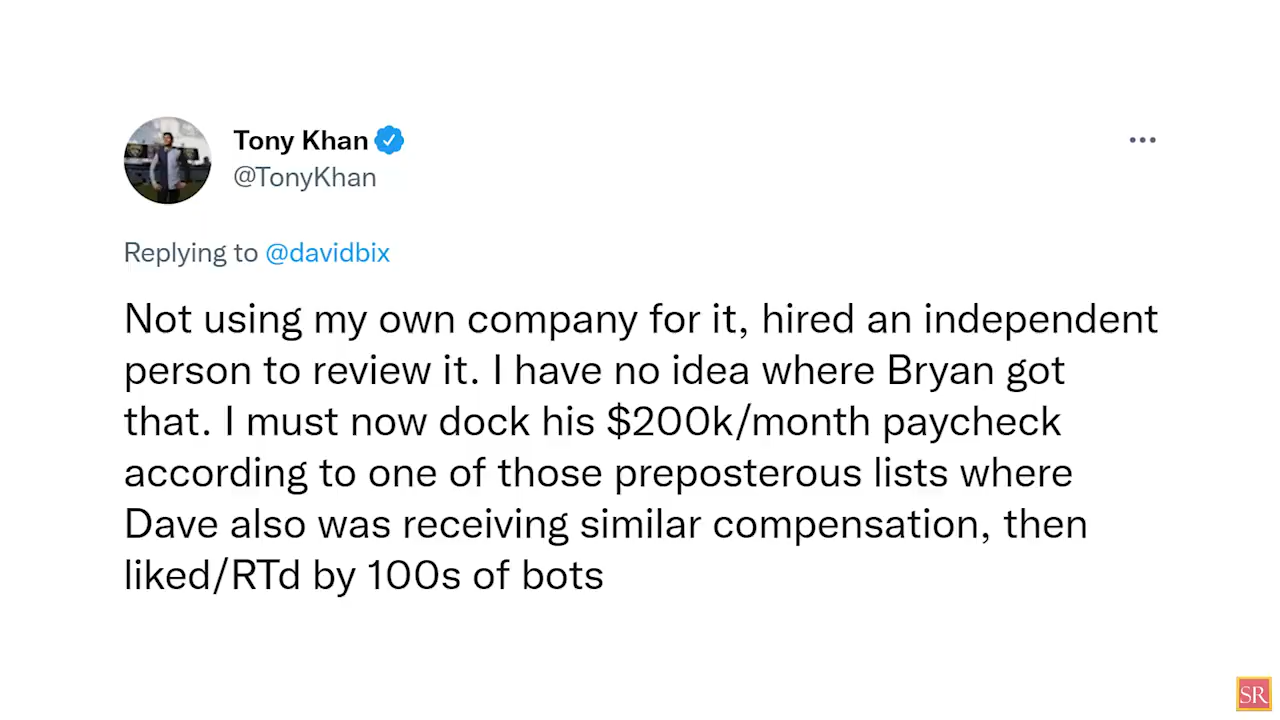 Tony Khan
@TonyKhan
Replying to @davidbix
Not using my own company for it, hired an independent
person to review it. I have no idea where Bryan got
that. I must now dock his $200k/month paycheck
according to one of those preposterous lists where
Dave also was receiving similar compensation, then
liked/RTd by 100s of bots
SR